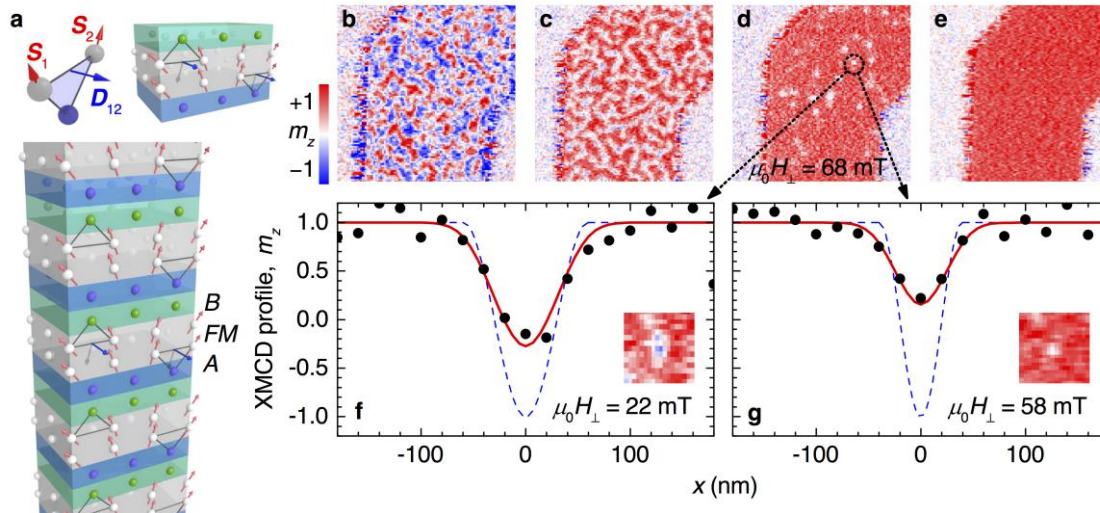 a
S1
S2
D12
B
FM
A
b
c
d
e
+1
mz
−1
μ0H⊥ = 68 mT
XMCD profile, mz
1.0
0.5
0.0
-0.5
-1.0
f
μ0H⊥ = 22 mT
g
μ0H⊥ = 58 mT
-100
0
100
-100
0
100
x (nm)